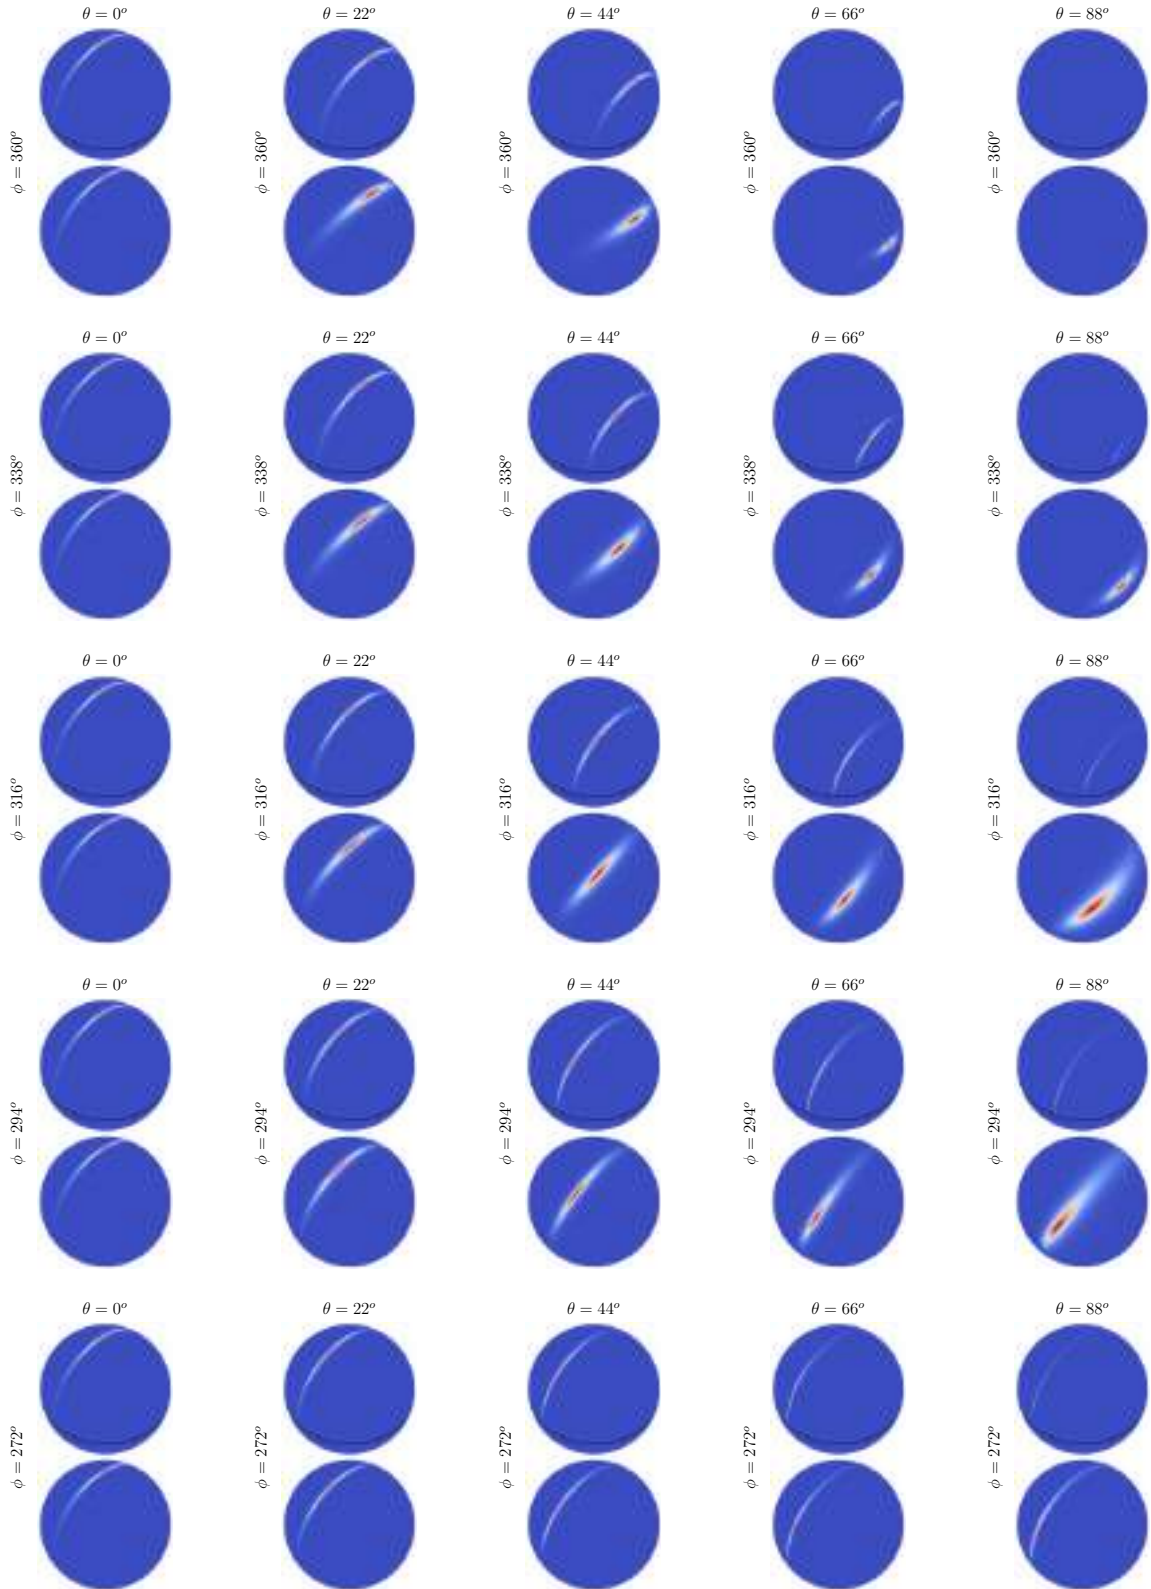 θ = 0° θ = 22° θ = 44° θ = 66° θ = 88°
ϕ = 360° ϕ = 360° ϕ = 360° ϕ = 360° ϕ = 360°
θ = 0° θ = 22° θ = 44° θ = 66° θ = 88°
ϕ = 338° ϕ = 338° ϕ = 338° ϕ = 338° ϕ = 338°
θ = 0° θ = 22° θ = 44° θ = 66° θ = 88°
ϕ = 316° ϕ = 316° ϕ = 316° ϕ = 316° ϕ = 316°
θ = 0° θ = 22° θ = 44° θ = 66° θ = 88°
ϕ = 294° ϕ = 294° ϕ = 294° ϕ = 294° ϕ = 294°
θ = 0° θ = 22° θ = 44° θ = 66° θ = 88°
ϕ = 272° ϕ = 272° ϕ = 272° ϕ = 272° ϕ = 272°